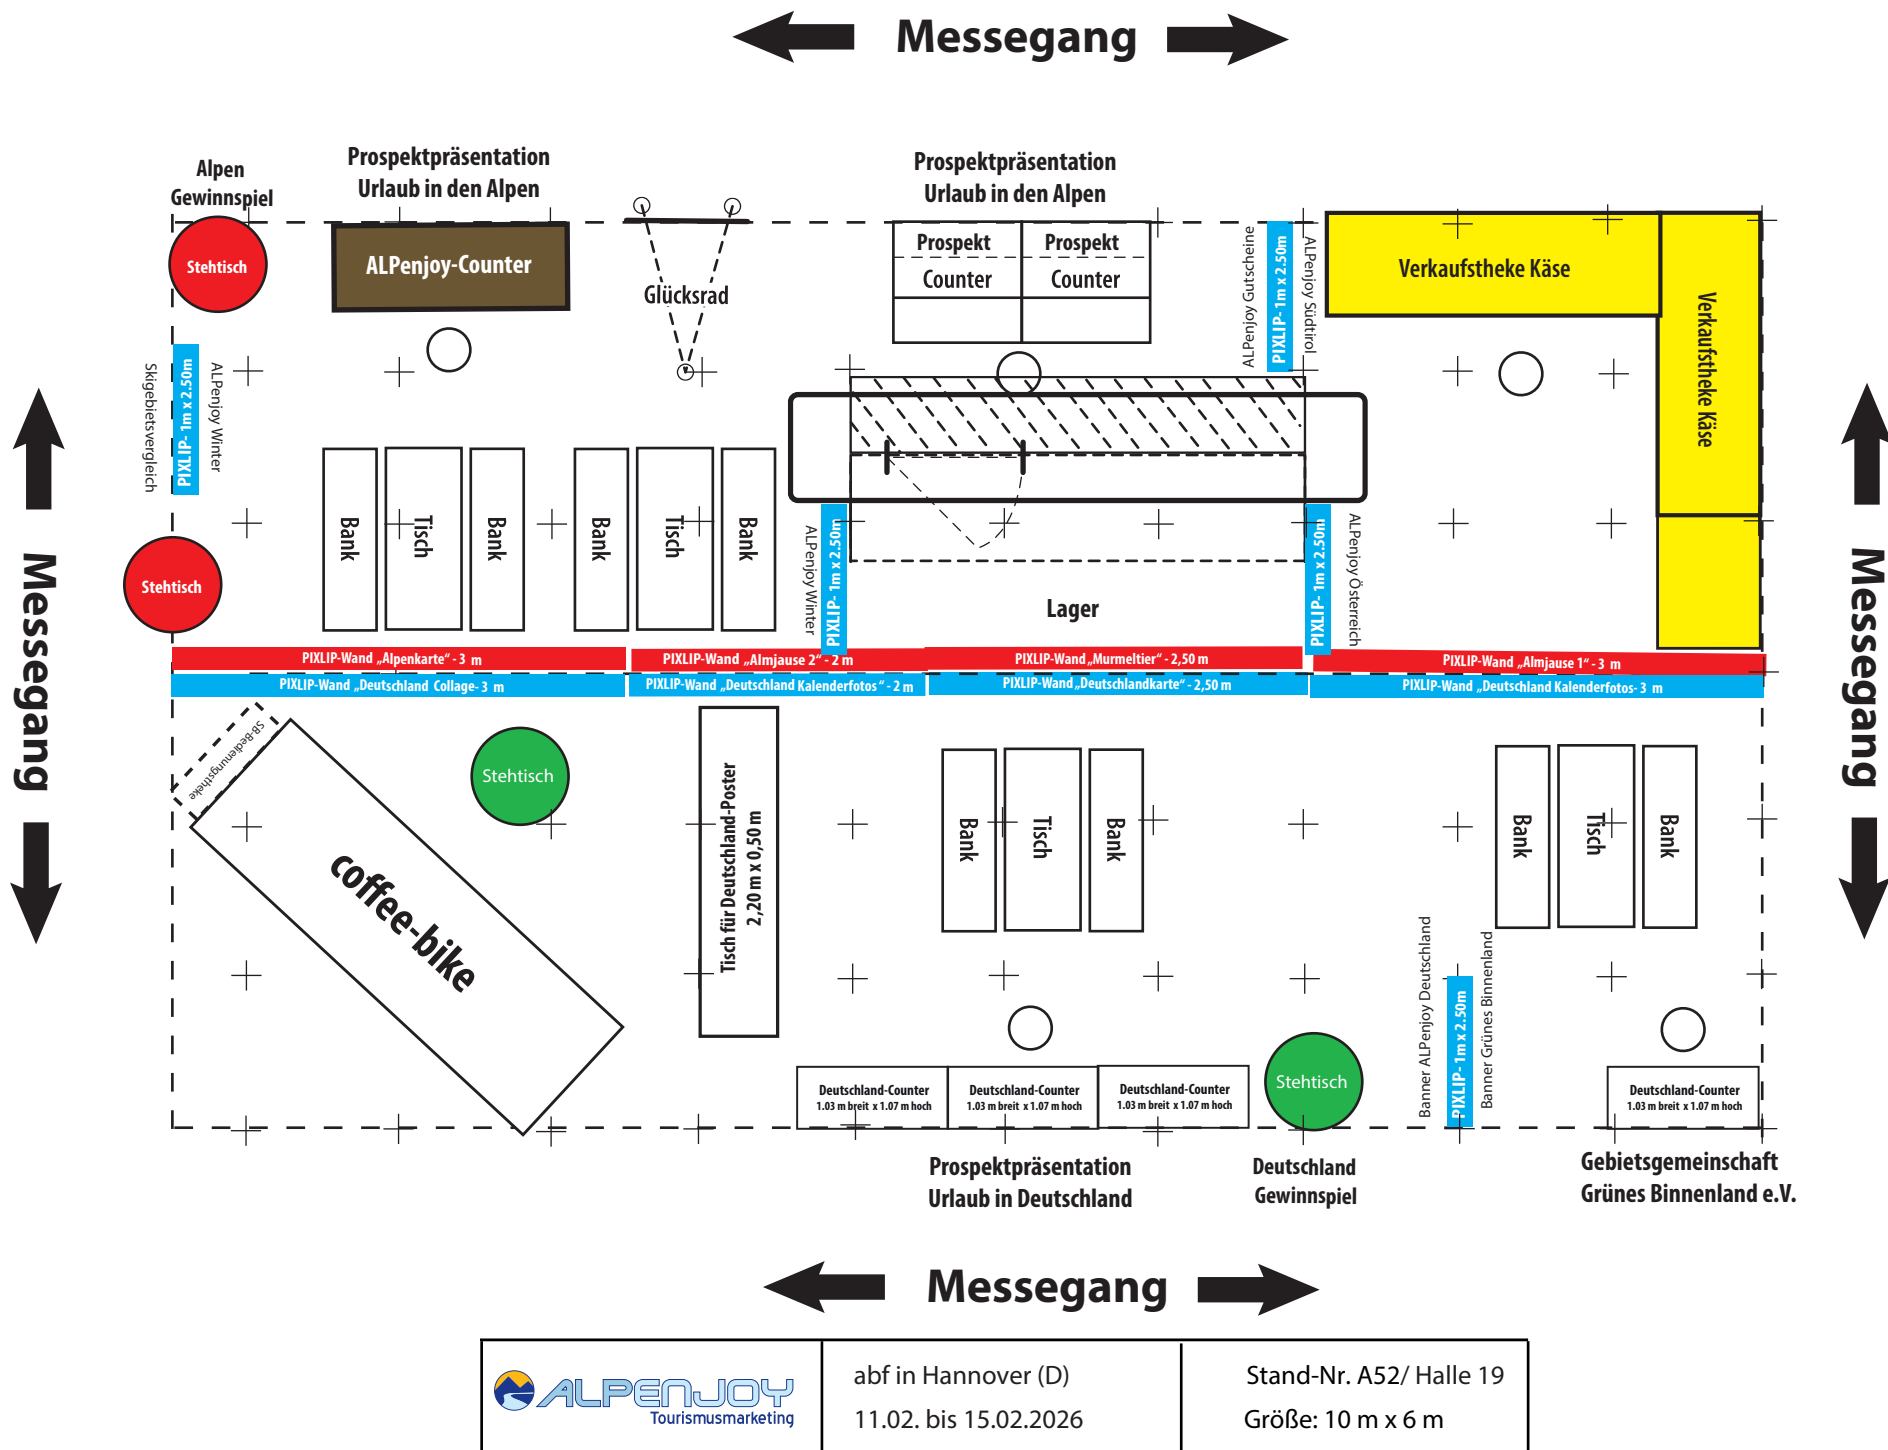 Messegang
Alpen
Gewinnspiel
Prospektpräsentation
Urlaub in den Alpen
Prospektpräsentation
Urlaub in den Alpen
Stehtisch
ALPenjoy-Counter
Glücksrad
Prospekt
Counter
Prospekt
Counter
ALPenjoy Gutscheine
PIXLIP- 1m x 2.50m
ALPenjoy Südtirol
Verkaufstheke Käse
Verkaufstheke Käse
Skigebietsvergleich
PIXLIP- 1m x 2.50m
ALPenjoy Winter
Messegang
Stehtisch
Bank
Tisch
Bank
Bank
Tisch
Bank
ALPenjoy Winter
PIXLIP- 1m x 2.50m
Lager
PIXLIP- 1m x 2.50m
ALPenjoy Österreich
Messegang
PIXLIP-Wand „Alpenkarte“ - 3 m
PIXLIP-Wand „Almjause 2“ - 2 m
PIXLIP-Wand „Murmeltier“ - 2,50 m
PIXLIP-Wand „Almjause 1“ - 3 m
PIXLIP-Wand „Deutschland Collage- 3 m
PIXLIP-Wand „Deutschland Kalenderfotos“ - 2 m
PIXLIP-Wand „Deutschlandkarte“ - 2,50 m
PIXLIP-Wand „Deutschland Kalenderfotos- 3 m
SB-Bedienungstheke
coffee-bike
Stehtisch
Tisch für Deutschland-Poster
2,20 m x 0,50 m
Bank
Tisch
Bank
Bank
Tisch
Bank
Banner ALPenjoy Deutschland
PIXLIP- 1m x 2.50m
Banner Grünes Binnenland
Deutschland-Counter
1.03 m breit x 1.07 m hoch
Deutschland-Counter
1.03 m breit x 1.07 m hoch
Deutschland-Counter
1.03 m breit x 1.07 m hoch
Stehtisch
Deutschland-Counter
1.03 m breit x 1.07 m hoch
Prospektpräsentation
Urlaub in Deutschland
Deutschland
Gewinnspiel
Gebietsgemeinschaft
Grünes Binnenland e.V.
Messegang
ALPENJOY
Tourismusmarketing
abf in Hannover (D)
11.02. bis 15.02.2026
Stand-Nr. A52/ Halle 19
Größe: 10 m x 6 m